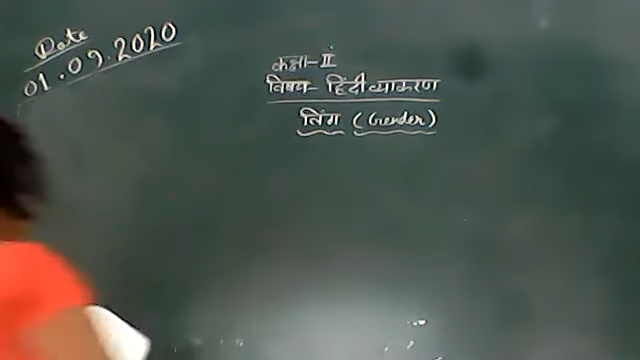 Date
01.09.2020
कक्षा-II
विषय- हिंदी व्याकरण
लिंग (Gender)